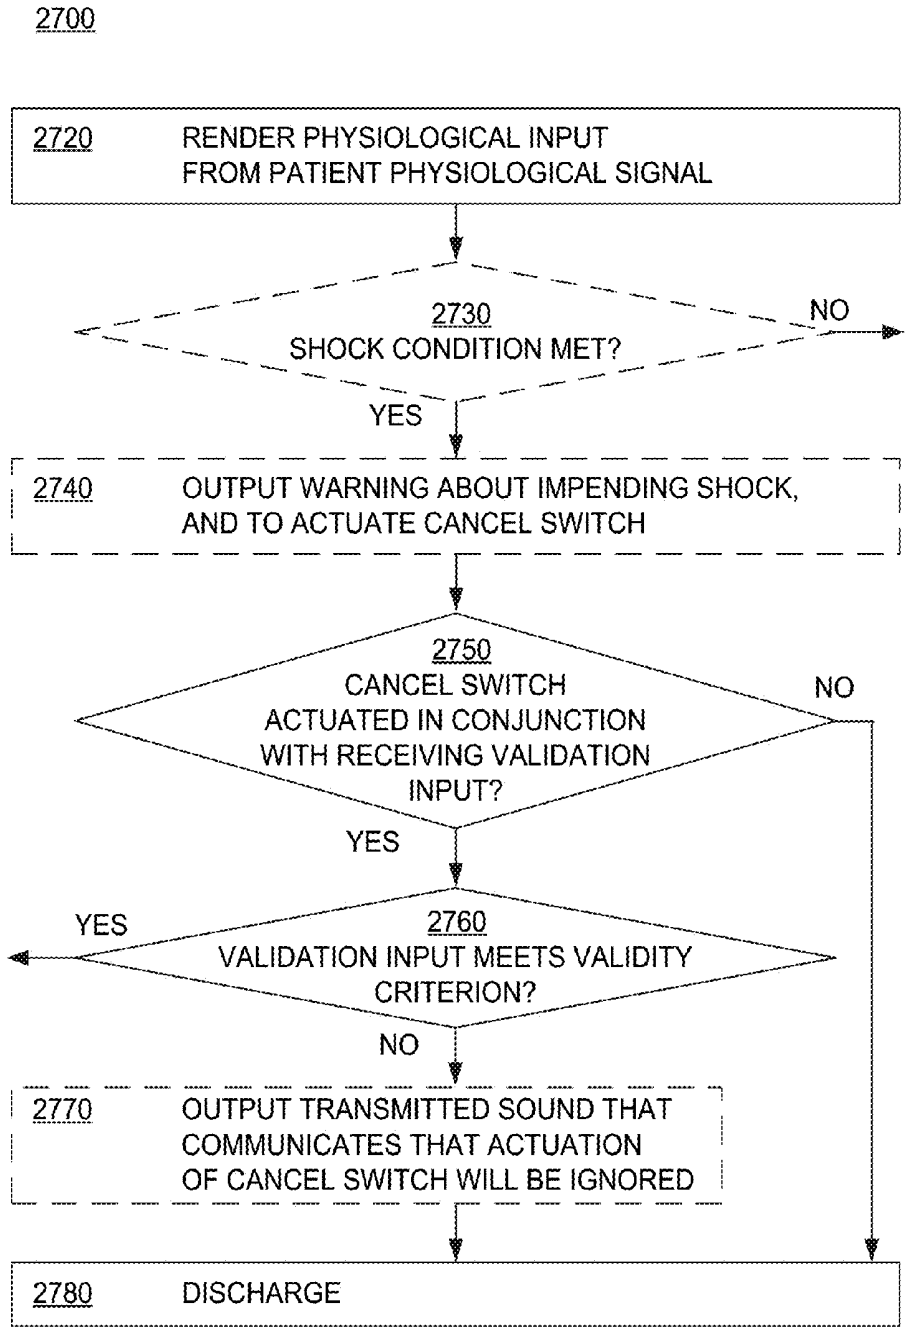 2700
2720 RENDER PHYSIOLOGICAL INPUT
FROM PATIENT PHYSIOLOGICAL SIGNAL
2730
NO
SHOCK CONDITION MET?
YES
2740 OUTPUT WARNING ABOUT IMPENDING SHOCK,
AND TO ACTUATE CANCEL SWITCH
2750
CANCEL SWITCH
NO
ACTUATED IN CONJUNCTION
WITH RECEIVING VALIDATION
INPUT?
YES
2760
YES
VALIDATION INPUT MEETS VALIDITY
CRITERION?
NO
2770 OUTPUT TRANSMITTED SOUND THAT
COMMUNICATES THAT ACTUATION
OF CANCEL SWITCH WILL BE IGNORED
2780 DISCHARGE